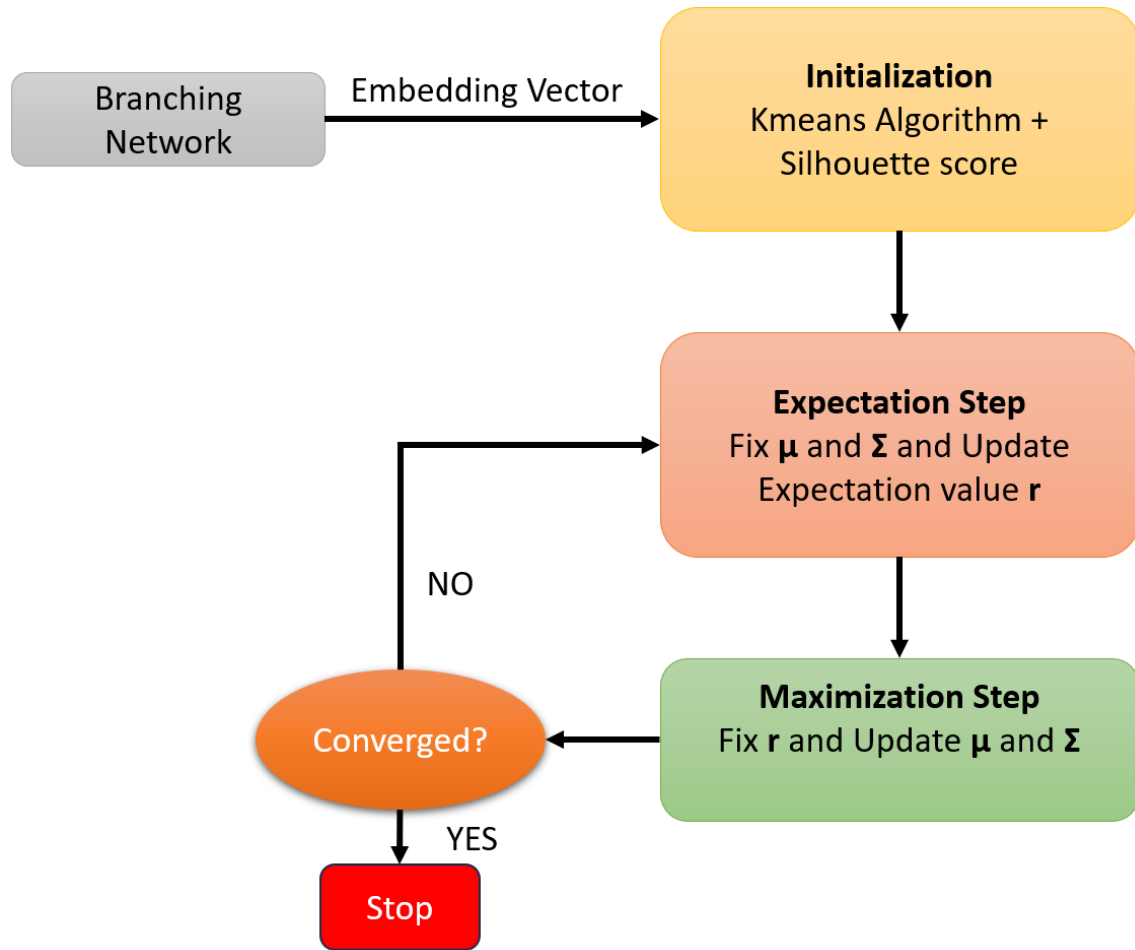 Branching
Network
Embedding Vector
Initialization
Kmeans Algorithm +
Silhouette score
Expectation Step
Fix μ and Σ and Update
Expectation value r
NO
Maximization Step
Fix r and Update μ and Σ
Converged?
YES
Stop